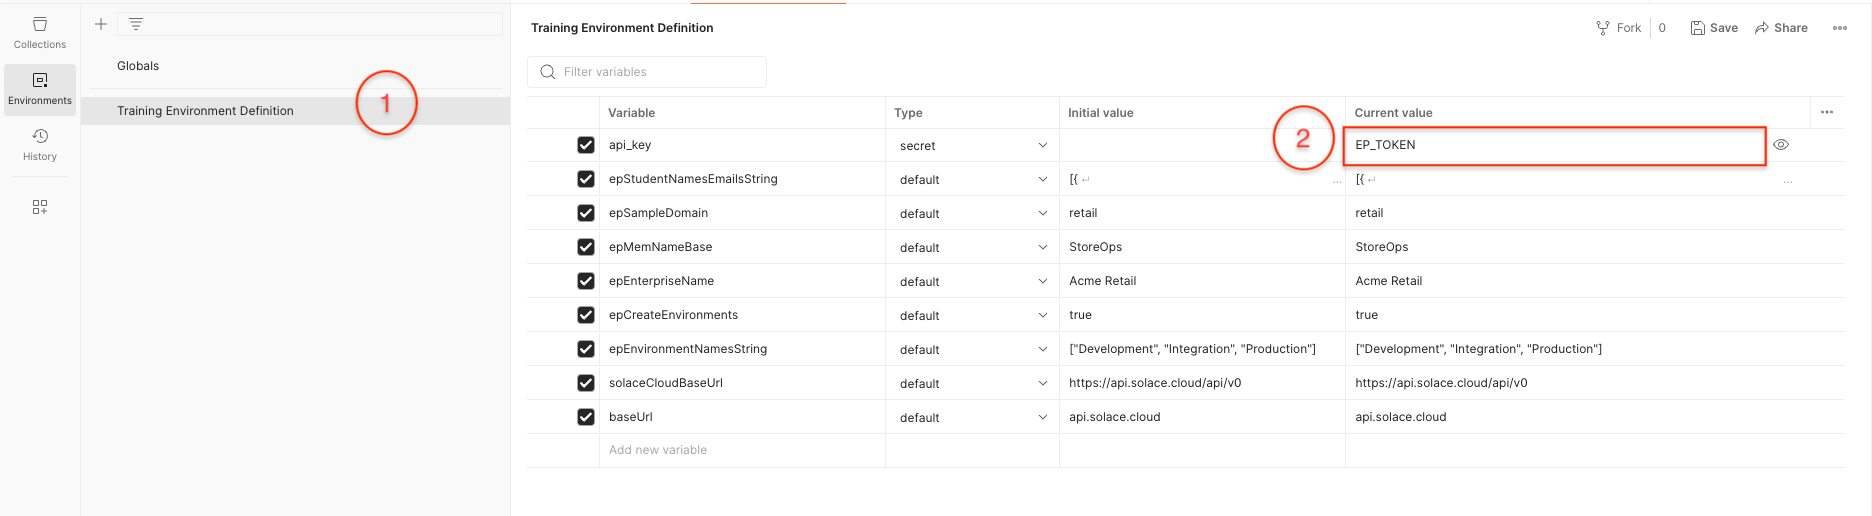 Collections
Environments
History
Globals
Training Environment Definition
1
Training Environment Definition
Fork 0 Save Share
Filter variables
Variable Type Initial value Current value
2
api_key secret EP_TOKEN
epStudentNamesEmailsString default [{ ↵ ... [{ ↵ ...
epSampleDomain default retail retail
epMemNameBase default StoreOps StoreOps
epEnterpriseName default Acme Retail Acme Retail
epCreateEnvironments default true true
epEnvironmentNamesString default ["Development", "Integration", "Production"] ["Development", "Integration", "Production"]
solaceCloudBaseUrl default https://api.solace.cloud/api/v0 https://api.solace.cloud/api/v0
baseUrl default api.solace.cloud api.solace.cloud
Add new variable